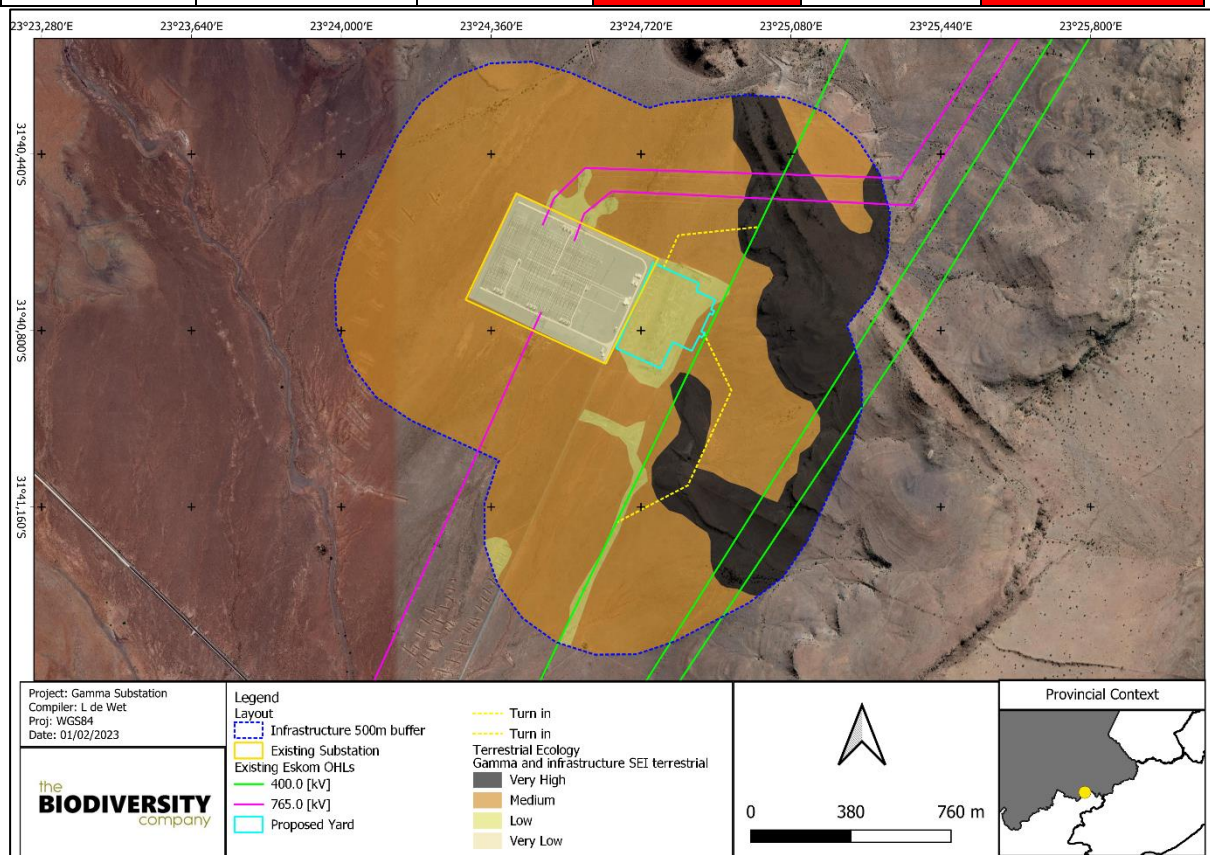 23°23,280'E 23°23,640'E 23°24,000'E 23°24,360'E 23°24,720'E 23°25,080'E 23°25,440'E 23°25,800'E
31°40,440'S
31°40,800'S
31°41,160'S
Project: Gamma Substation
Compiler: L de Wet
Proj: WGS84
Date: 01/02/2023
the
BIODIVERSITY
company
Legend
Layout
Infrastructure 500m buffer
Existing Substation
Existing Eskom OHLs
400.0 [kV]
765.0 [kV]
Proposed Yard
Turn in
Turn in
Terrestrial Ecology
Gamma and infrastructure SEI terrestrial
Very High
Medium
Low
Very Low
0 380 760 m
Provincial Context